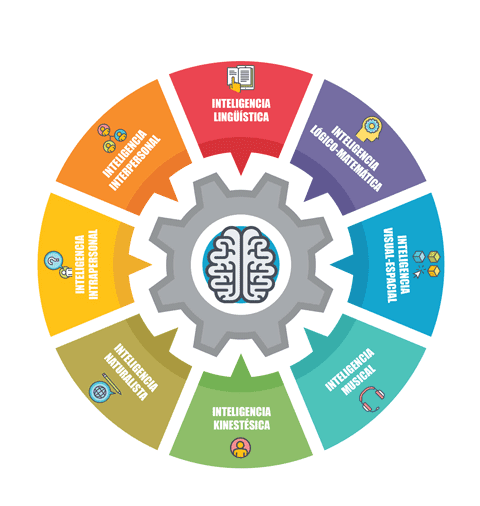 INTELIGENCIA
LINGÜÍSTICA
INTELIGENCIA
LÓGICO-MATEMÁTICA
INTELIGENCIA
VISUAL-ESPACIAL
INTELIGENCIA
MUSICAL
INTELIGENCIA
KINESTÉSICA
INTELIGENCIA
NATURALISTA
INTELIGENCIA
INTRAPERSONAL
INTELIGENCIA
INTERPERSONAL